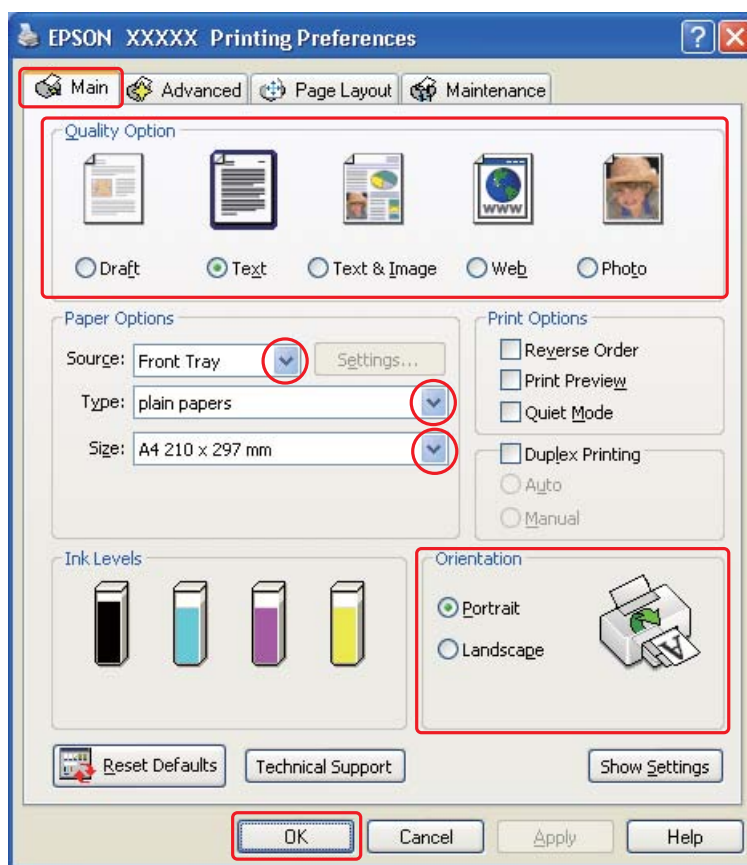 EPSON XXXXX Printing Preferences
Main
Advanced
Page Layout
Maintenance
Quality Option
WWW
Draft
Text
Text & Image
Web
Photo
Paper Options
Source: Front Tray
Settings...
Type: plain papers
Size: A4 210 x 297 mm
Print Options
Reverse Order
Print Preview
Quiet Mode
Duplex Printing
Auto
Manual
Ink Levels
Orientation
Portrait
Landscape
A
Reset Defaults
Technical Support
Show Settings
OK
Cancel
Apply
Help